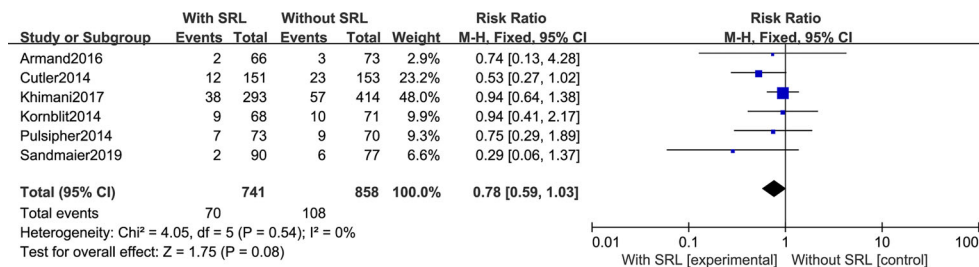 With SRL Without SRL Risk Ratio Risk Ratio
Study or Subgroup Events Total Events Total Weight M-H, Fixed, 95% CI M-H, Fixed, 95% CI
Armand2016 2 66 3 73 2.9% 0.74 [0.13, 4.28]
Cutler2014 12 151 23 153 23.2% 0.53 [0.27, 1.02]
Khimani2017 38 293 57 414 48.0% 0.94 [0.64, 1.38]
Kornblit2014 9 68 10 71 9.9% 0.94 [0.41, 2.17]
Pulsipher2014 7 73 9 70 9.3% 0.75 [0.29, 1.89]
Sandmaier2019 2 90 6 77 6.6% 0.29 [0.06, 1.37]
Total (95% CI) 741 858 100.0% 0.78 [0.59, 1.03]
Total events 70 108
Heterogeneity: Chi² = 4.05, df = 5 (P = 0.54); I² = 0%
Test for overall effect: Z = 1.75 (P = 0.08)
0.01 0.1 1 10 100
With SRL [experimental] Without SRL [control]